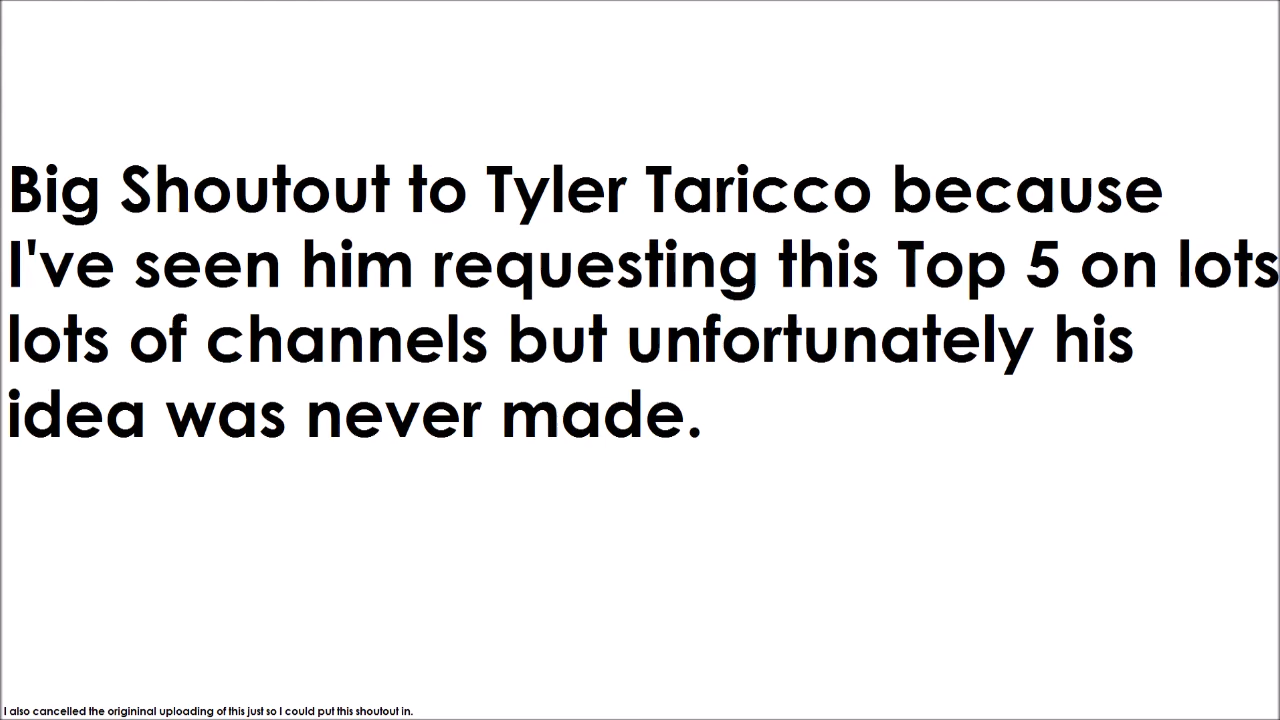 Big Shoutout to Tyler Taricco because
I've seen him requesting this Top 5 on lots
lots of channels but unfortunately his
idea was never made.
I also cancelled the origininal uploading of this just so I could put this shoutout in.